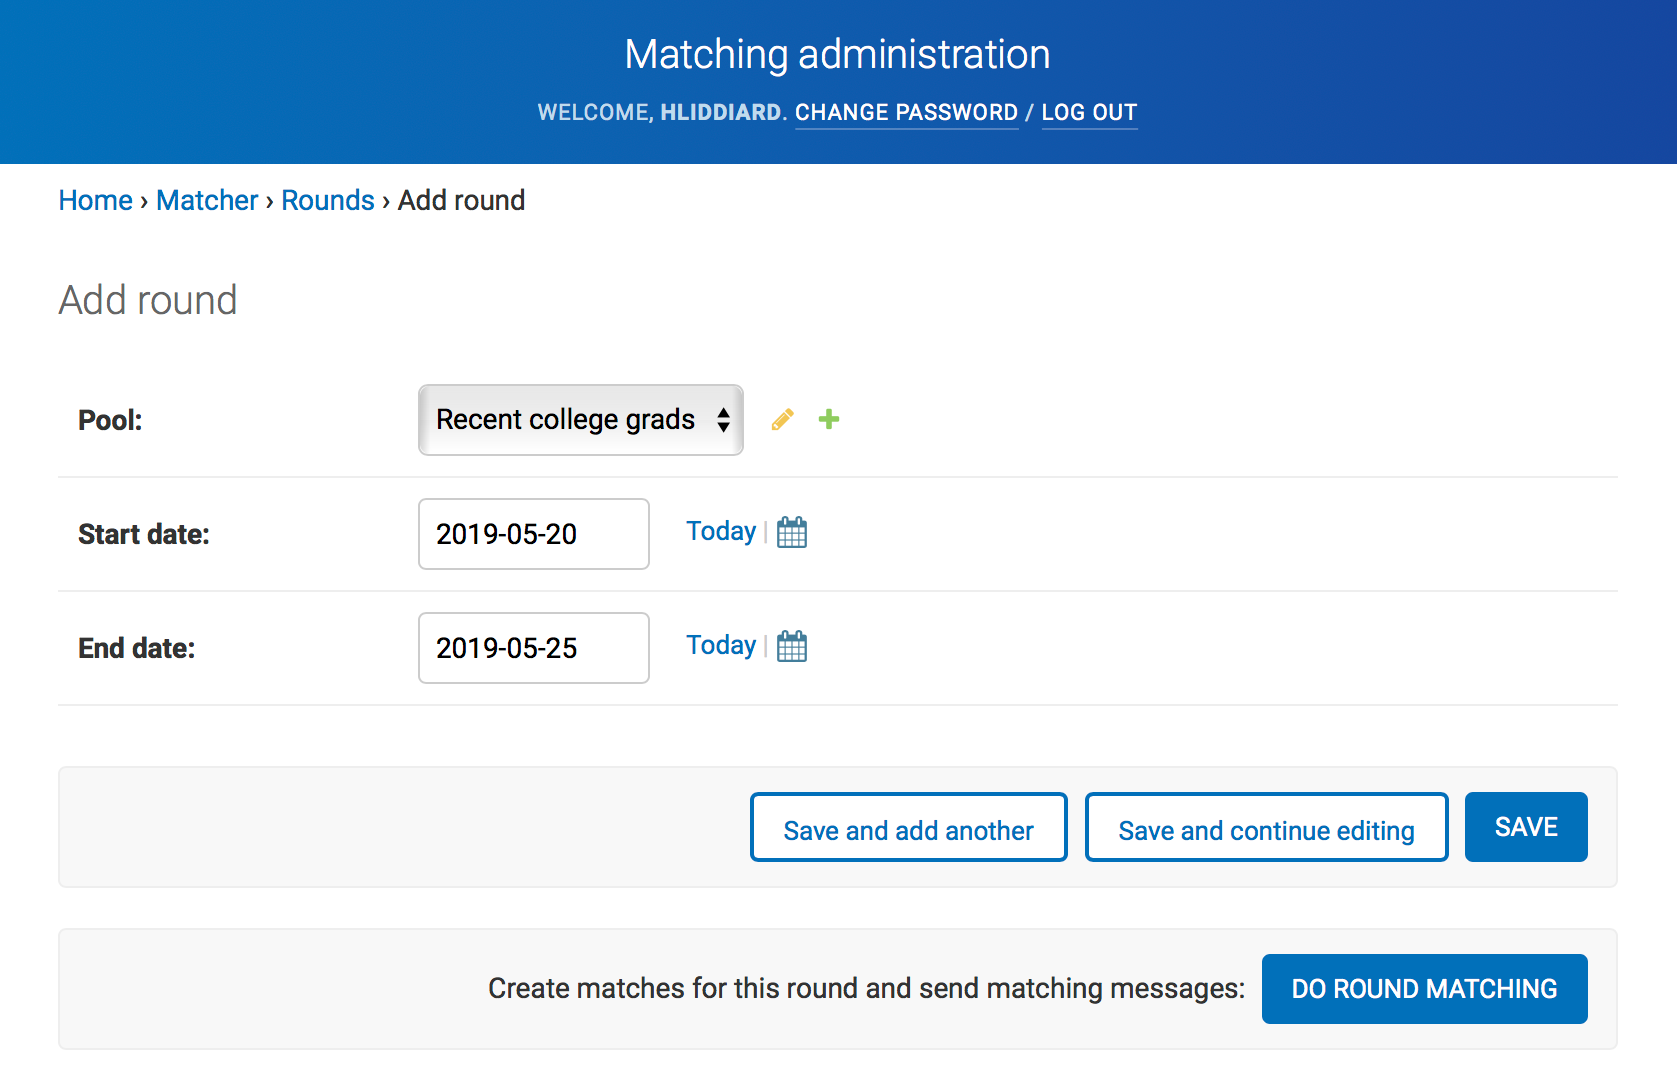 Matching administration
WELCOME, HLIDDIARD. CHANGE PASSWORD / LOG OUT
Home › Matcher › Rounds › Add round
Add round
Pool: Recent college grads
Start date: 2019-05-20 Today |
End date: 2019-05-25 Today |
Save and add another Save and continue editing SAVE
Create matches for this round and send matching messages: DO ROUND MATCHING